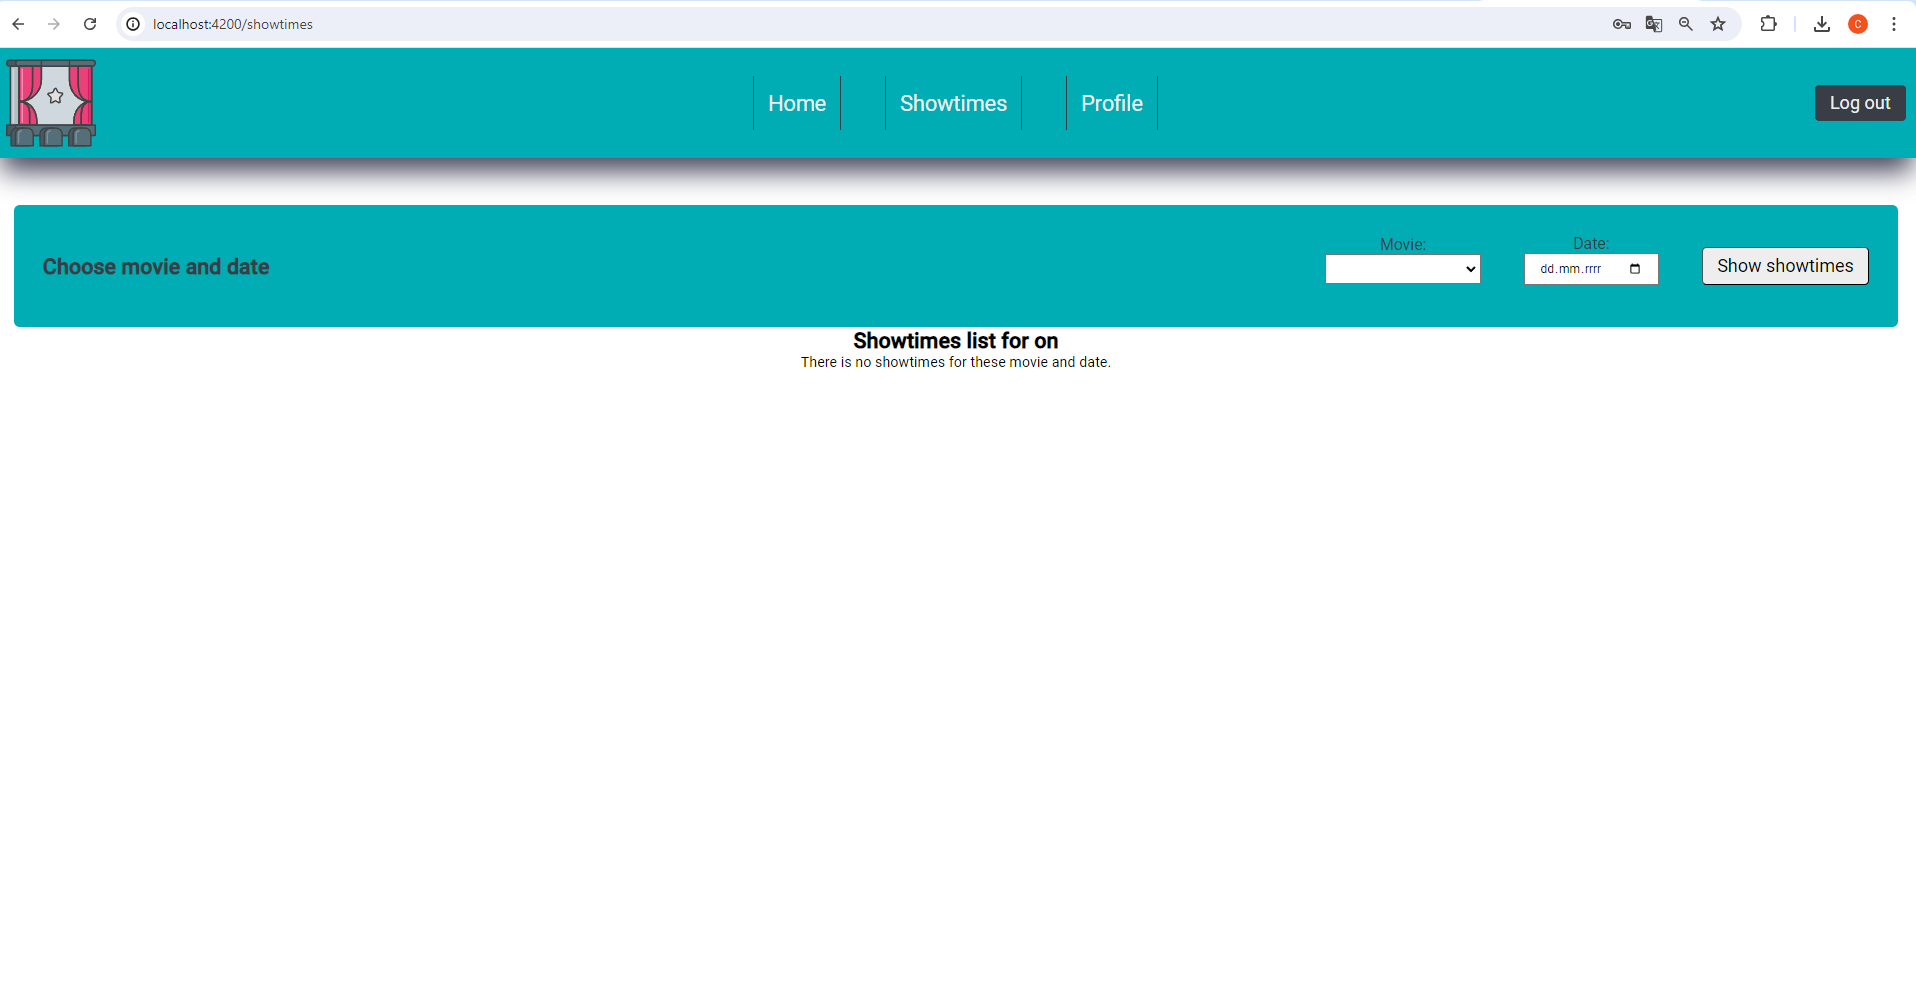 localhost:4200/showtimes
C
Home Showtimes Profile Log out
Choose movie and date
Movie:
Date:
dd.mm.rrrr
Show showtimes
Showtimes list for on
There is no showtimes for these movie and date.